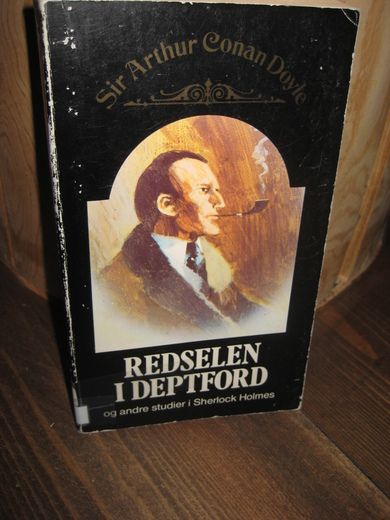 Sir Arthur Conan Doyle
REDSELEN
I DEPTFORD
og andre studier i Sherlock Holmes